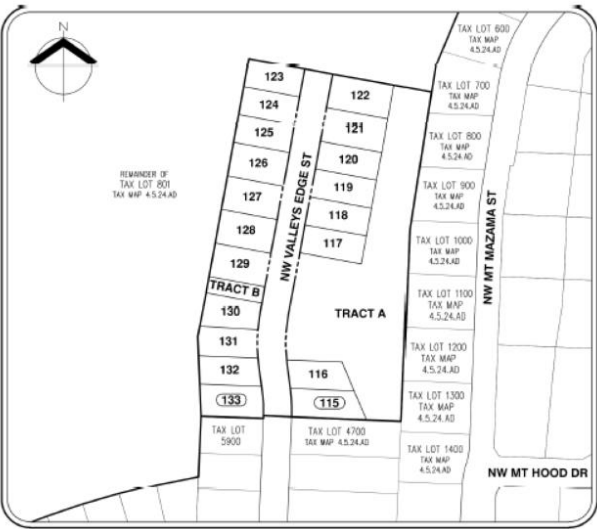 N
TAX LOT 600
TAX MAP
4.5.24.AD
123
122
TAX LOT 700
TAX MAP
4.5.24.AD
124
125
121
TAX LOT 800
TAX MAP
4.5.24.AD
126
120
REMAINDER OF
TAX LOT 801
TAX MAP 4.5.24.AD
127
119
TAX LOT 900
TAX MAP
4.5.24.AD
128
118
NW VALLEYS EDGE ST
117
TAX LOT 1000
TAX MAP
4.5.24.AD
NW MT MAZAMA ST
129
TRACT B
130
TRACT A
TAX LOT 1100
TAX MAP
4.5.24.AD
131
TAX LOT 1200
TAX MAP
4.5.24.AD
132
116
133
115
TAX LOT 1300
TAX MAP
4.5.24.AD
TAX LOT
5900
TAX LOT 4700
TAX MAP 4.5.24.AD
TAX LOT 1400
TAX MAP
4.5.24.AD
NW MT HOOD DR